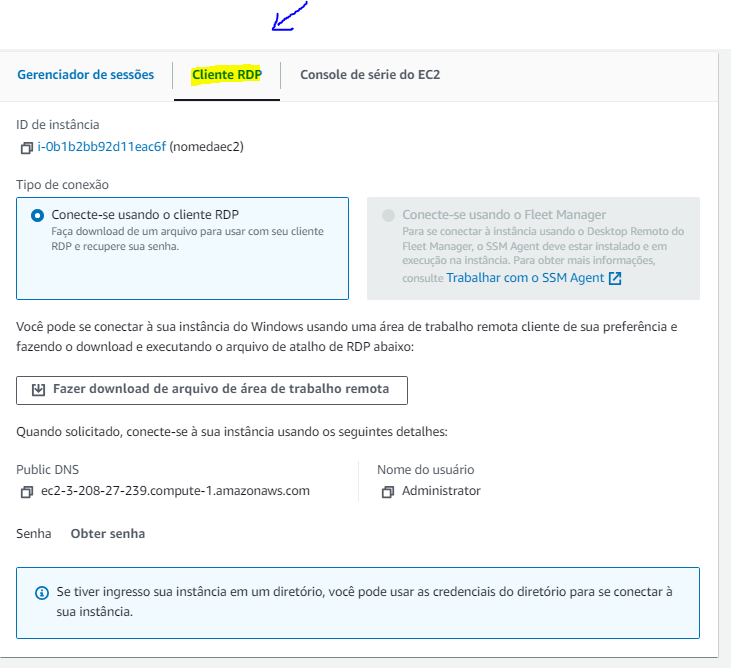 Gerenciador de sessões
Cliente RDP
Console de série do EC2
ID de instância
i-0b1b2bb92d11eac6f (nomedaec2)
Tipo de conexão
Conecte-se usando o cliente RDP
Faça download de um arquivo para usar com seu cliente
RDP e recupere sua senha.
Conecte-se usando o Fleet Manager
Para se conectar à instância usando o Desktop Remoto do
Fleet Manager, o SSM Agent deve estar instalado e em
execução na instância. Para obter mais informações,
consulte Trabalhar com o SSM Agent
Você pode se conectar à sua instância do Windows usando uma área de trabalho remota cliente de sua preferência e
fazendo o download e executando o arquivo de atalho de RDP abaixo:
Fazer download de arquivo de área de trabalho remota
Quando solicitado, conecte-se à sua instância usando os seguintes detalhes:
Public DNS
ec2-3-208-27-239.compute-1.amazonaws.com
Nome do usuário
Administrator
Senha Obter senha
Se tiver ingresso sua instância em um diretório, você pode usar as credenciais do diretório para se conectar à
sua instância.